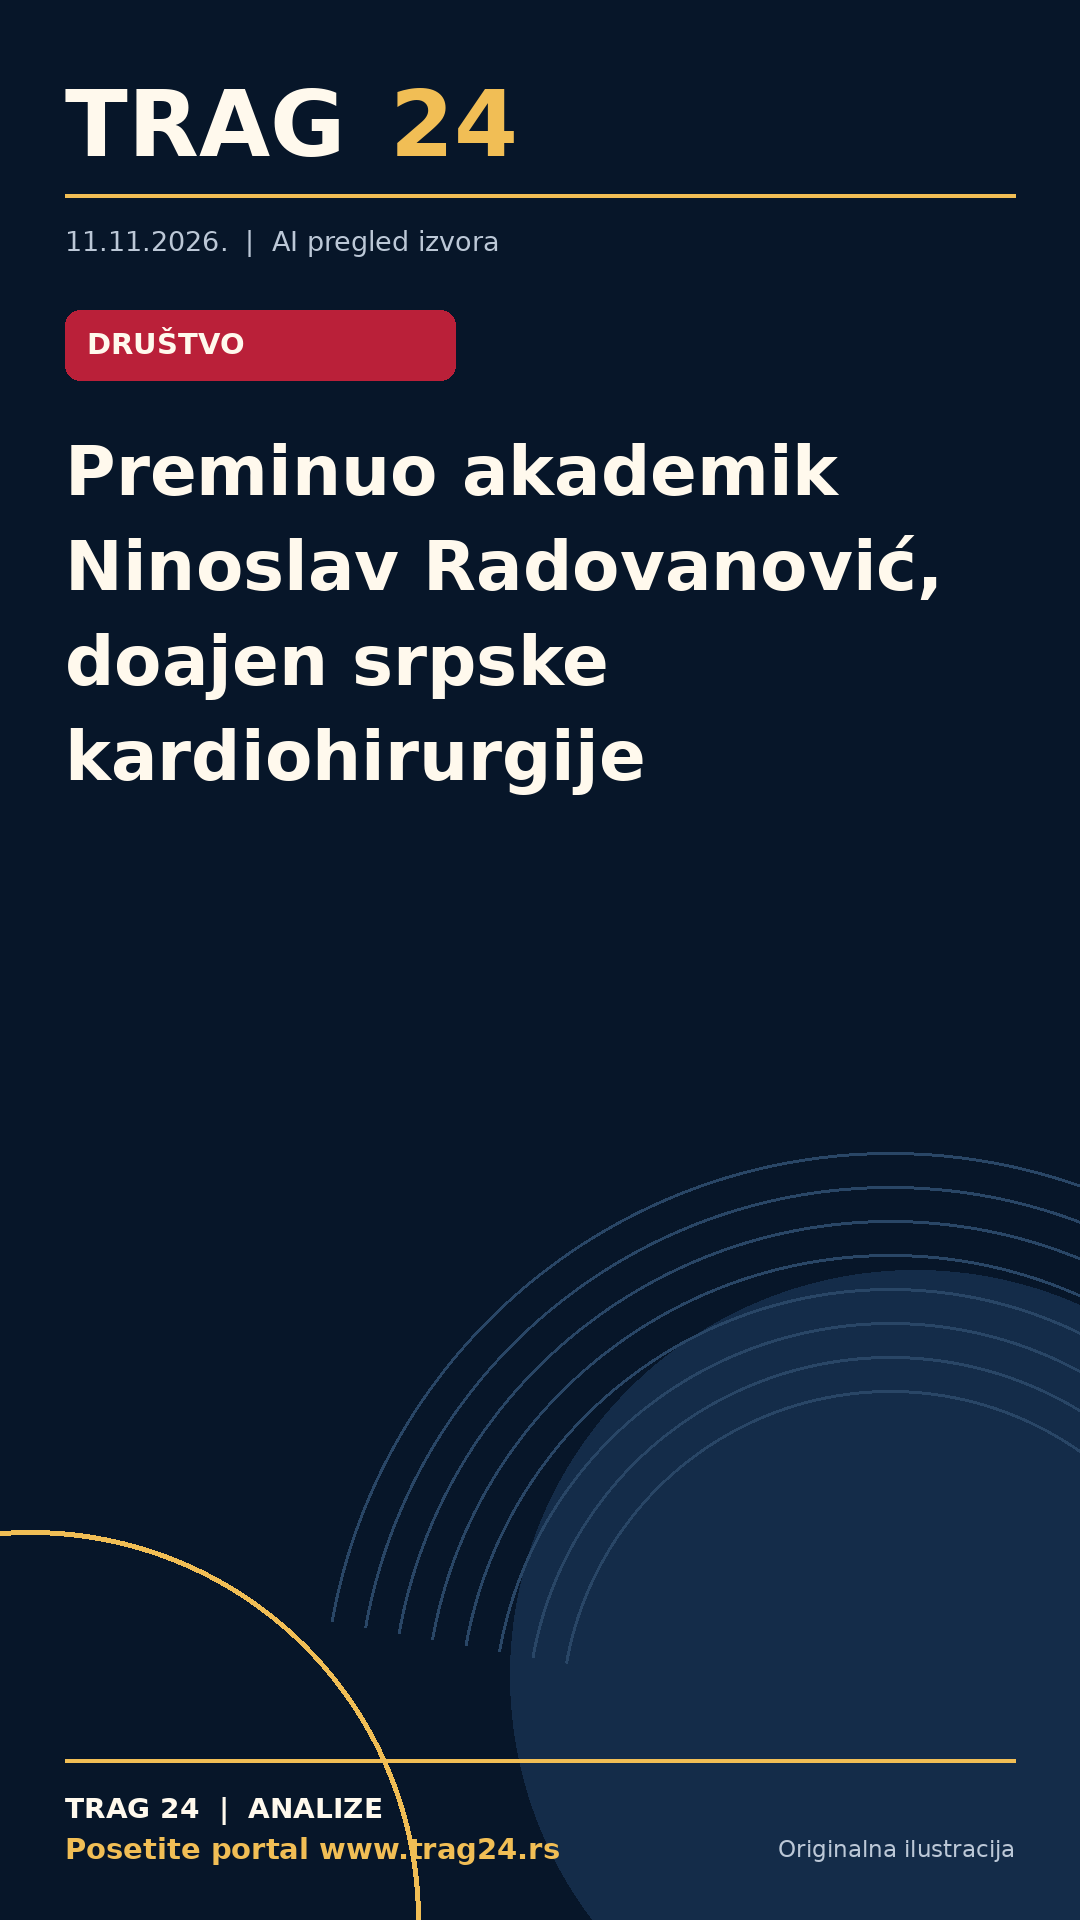 TRAG 24
11.11.2026. | AI pregled izvora
DRUŠTVO
Preminuo akademik
Ninoslav Radovanović,
doajen srpske
kardiohirurgije
TRAG 24 | ANALIZE
Posetite portal www.trag24.rs
Originalna ilustracija